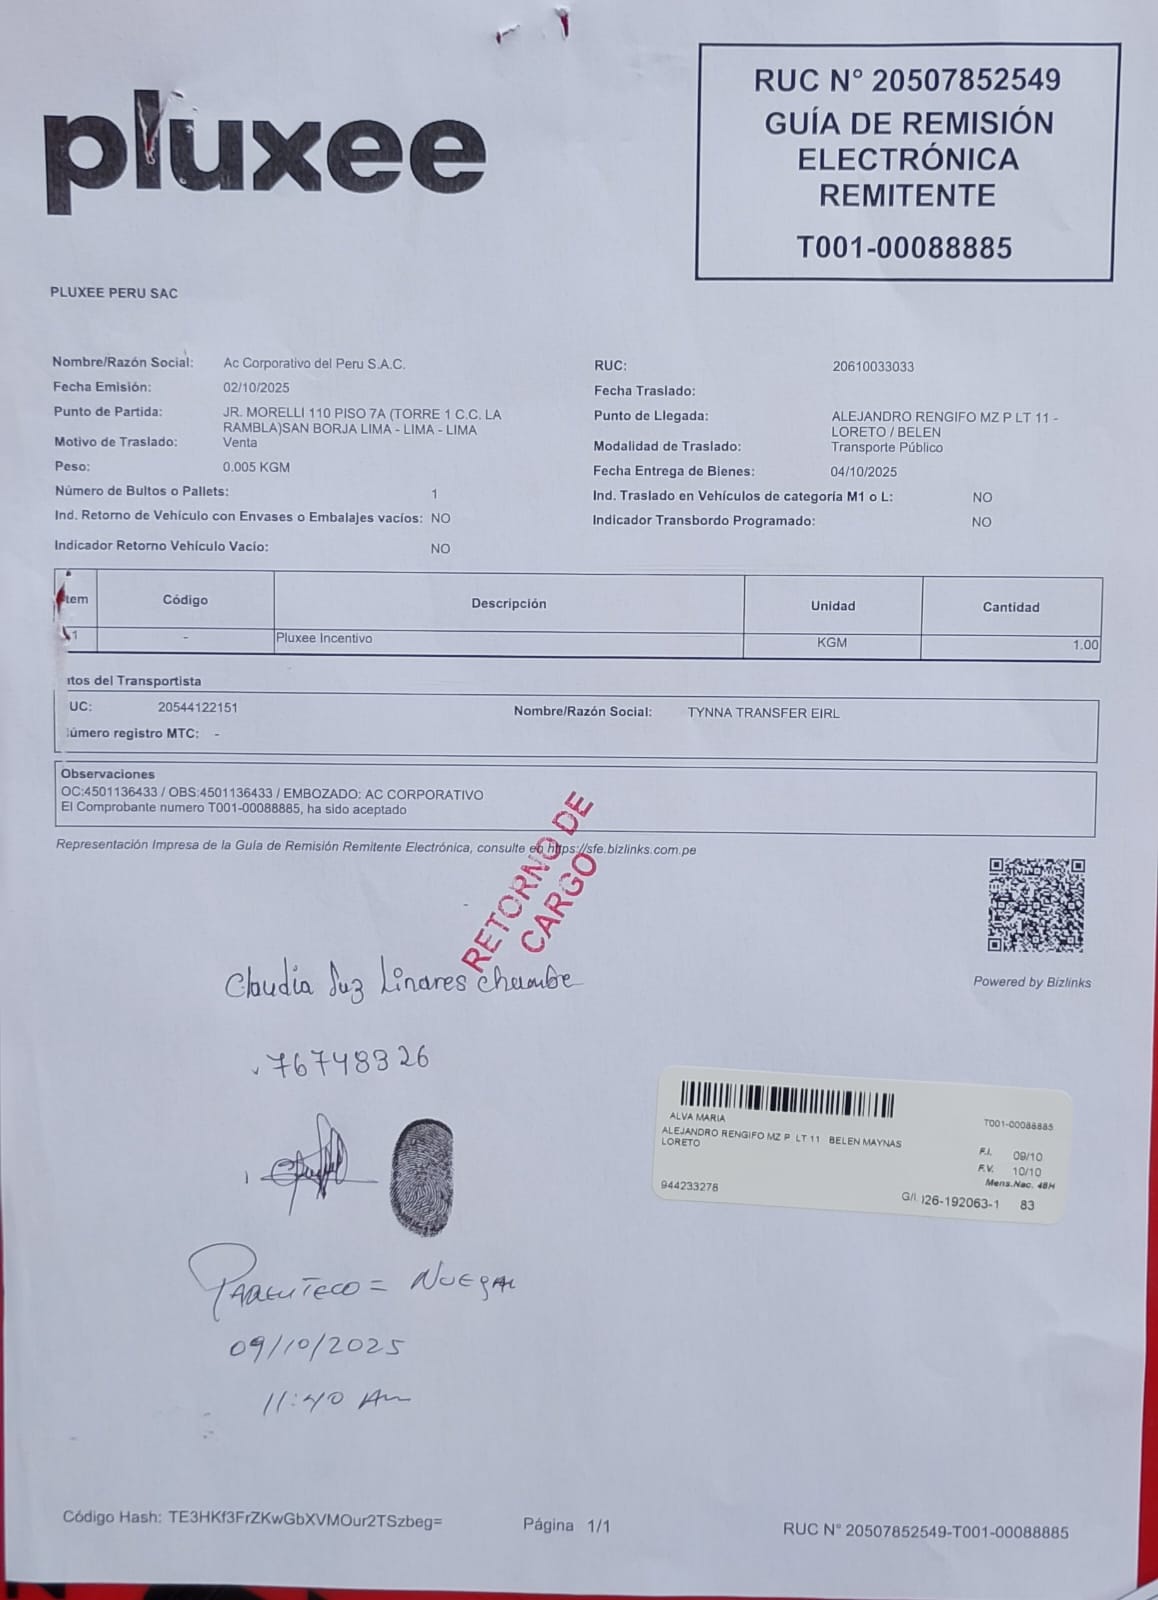 pluxee
RUC N° 20507852549
GUÍA DE REMISIÓN
ELECTRÓNICA
REMITENTE
T001-00088885
PLUXEE PERU SAC
Nombre/Razón Social: Ac Corporativo del Peru S.A.C.
Fecha Emisión: 02/10/2025
Punto de Partida: JR. MORELLI 110 PISO 7A (TORRE 1 C.C. LA
RAMBLA)SAN BORJA LIMA - LIMA - LIMA
Motivo de Traslado: Venta
Peso: 0.005 KGM
Número de Bultos o Pallets: 1
Ind. Retorno de Vehículo con Envases o Embalajes vacíos: NO
Indicador Retorno Vehículo Vacío: NO
RUC: 20610033033
Fecha Traslado:
Punto de Llegada: ALEJANDRO RENGIFO MZ P LT 11 -
LORETO / BELEN
Modalidad de Traslado: Transporte Público
Fecha Entrega de Bienes: 04/10/2025
Ind. Traslado en Vehículos de categoría M1 o L: NO
Indicador Transbordo Programado: NO
tem Código Descripción Unidad Cantidad
1 - Pluxee Incentivo KGM 1.00
tos del Transportista
UC: 20544122151 Nombre/Razón Social: TYNNA TRANSFER EIRL
úmero registro MTC: -
Observaciones
OC:4501136433 / OBS:4501136433 / EMBOZADO: AC CORPORATIVO
El Comprobante numero T001-00088885, ha sido aceptado
Representación Impresa de la Guía de Remisión Remitente Electrónica, consulte en https://sfe.bizlinks.com.pe
RETORNO DE
CARGO
Powered by Bizlinks
Claudia Luz Linares Chumbe
76748326
ALVA MARIA T001-00088885
ALEJANDRO RENGIFO MZ P LT 11 BELEN MAYNAS
LORETO
F.I. 09/10
F.V. 10/10
Mens.Nac. 48H
944233278 G/I. 026-192063-1 83
Parenteco = Nuera
09/10/2025
11:40 Am
Código Hash: TE3HKf3FrZKwGbXVMOur2TSzbeg= Página 1/1 RUC N° 20507852549-T001-00088885